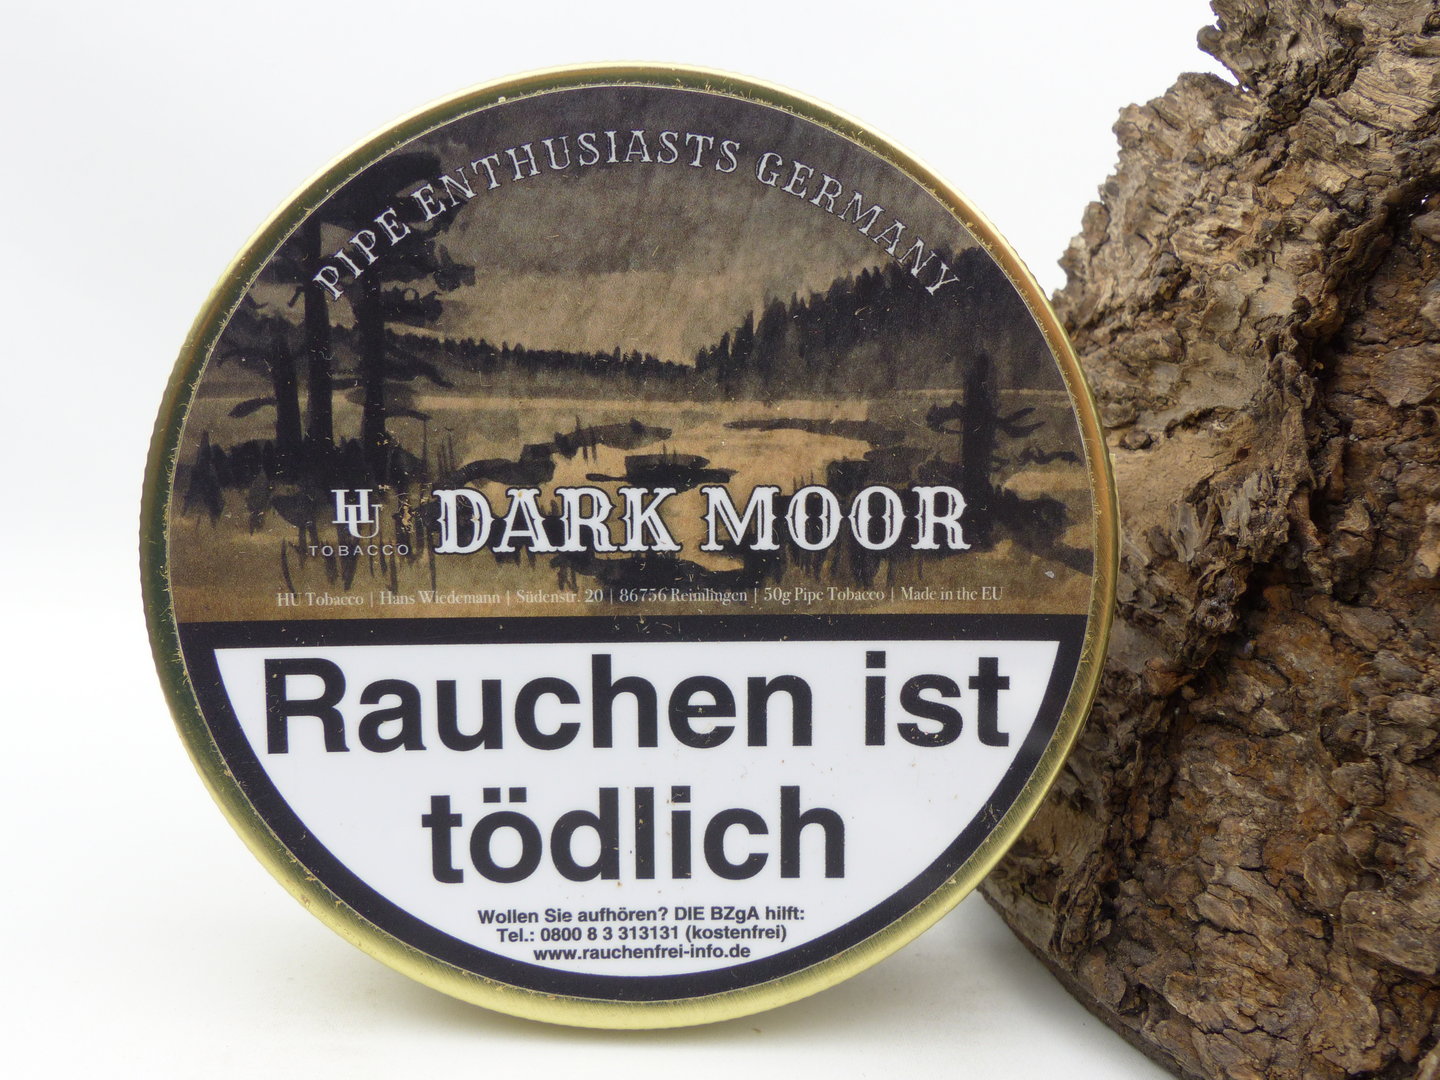 PIPE ENTHUSIASTS GERMANY
HU
TOBACCO
DARK MOOR
HU Tobacco | Hans Wiedemann | Südenstr. 20 | 86756 Reimlingen | 50g Pipe Tobacco | Made in the EU
Rauchen ist
tödlich
Wollen Sie aufhören? DIE BZgA hilft:
Tel.: 0800 8 3 313131 (kostenfrei)
www.rauchenfrei-info.de